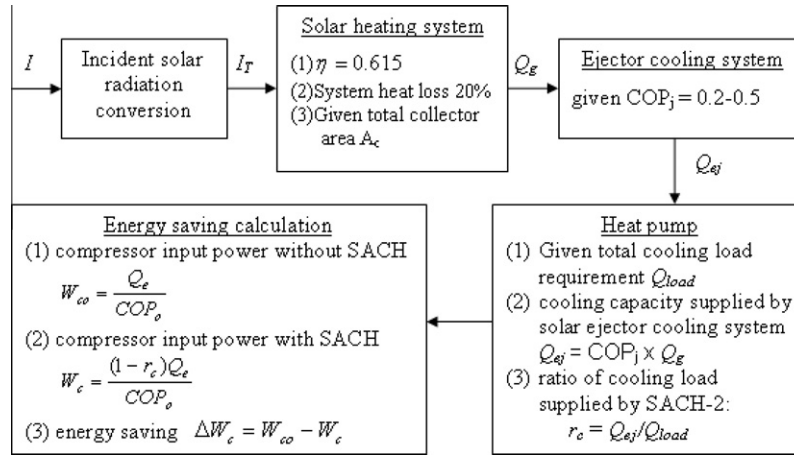 I
Incident solar
radiation
conversion
I_T
Solar heating system
(1) η = 0.615
(2)System heat loss 20%
(3)Given total collector
area A_c
Q_g
Ejector cooling system
given COP_j = 0.2-0.5
Q_ej
Heat pump
(1) Given total cooling load
requirement Q_load
(2) cooling capacity supplied by
solar ejector cooling system
Q_ej = COP_j x Q_g
(3) ratio of cooling load
supplied by SACH-2:
r_c = Q_ej/Q_load
Energy saving calculation
(1) compressor input power without SACH
W_co = Q_e / COP_o
(2) compressor input power with SACH
W_c = (1 - r_c)Q_e / COP_o
(3) energy saving ΔW_c = W_co - W_c